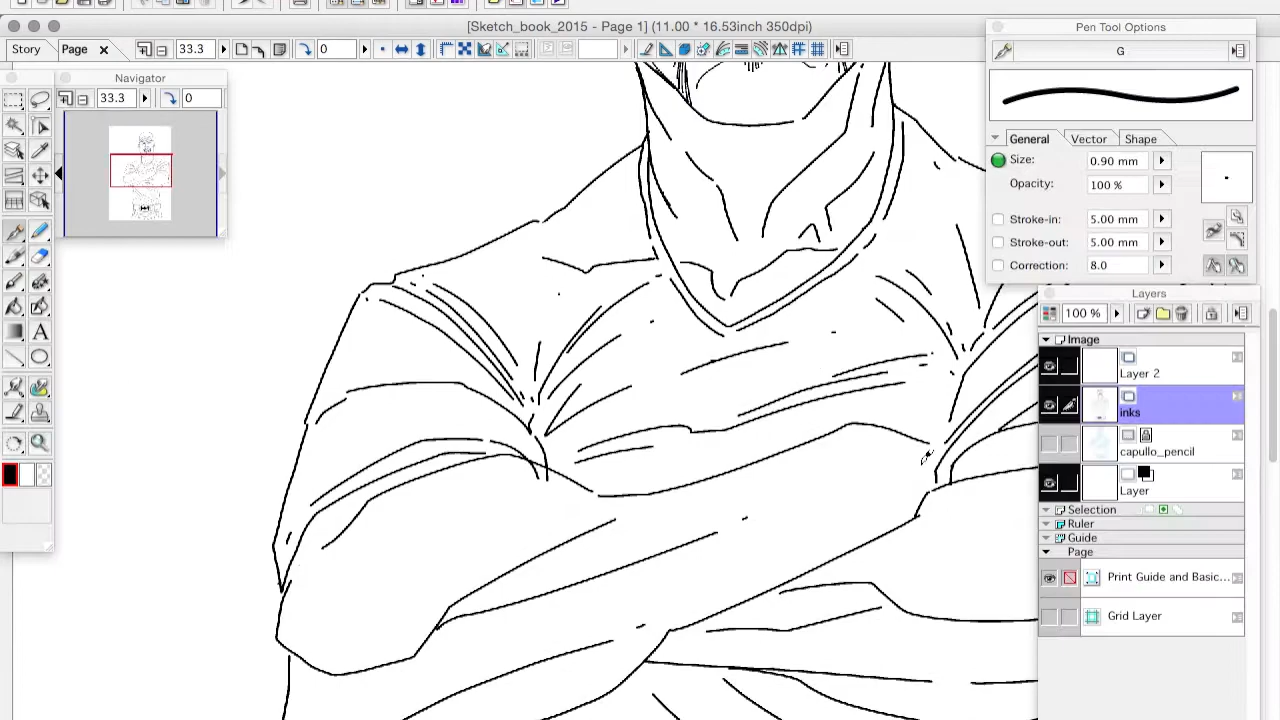 [Sketch_book_2015 - Page 1] (11.00 * 16.53inch 350dpi)
Story
Page
33.3
0
Navigator
33.3
0
Pen Tool Options
G
General
Vector
Shape
Size:
0.90 mm
Opacity:
100 %
Stroke-in:
5.00 mm
Stroke-out:
5.00 mm
Correction:
8.0
Layers
100 %
Image
Layer 2
inks
capullo_pencil
Layer
Selection
Ruler
Guide
Page
Print Guide and Basic...
Grid Layer
A